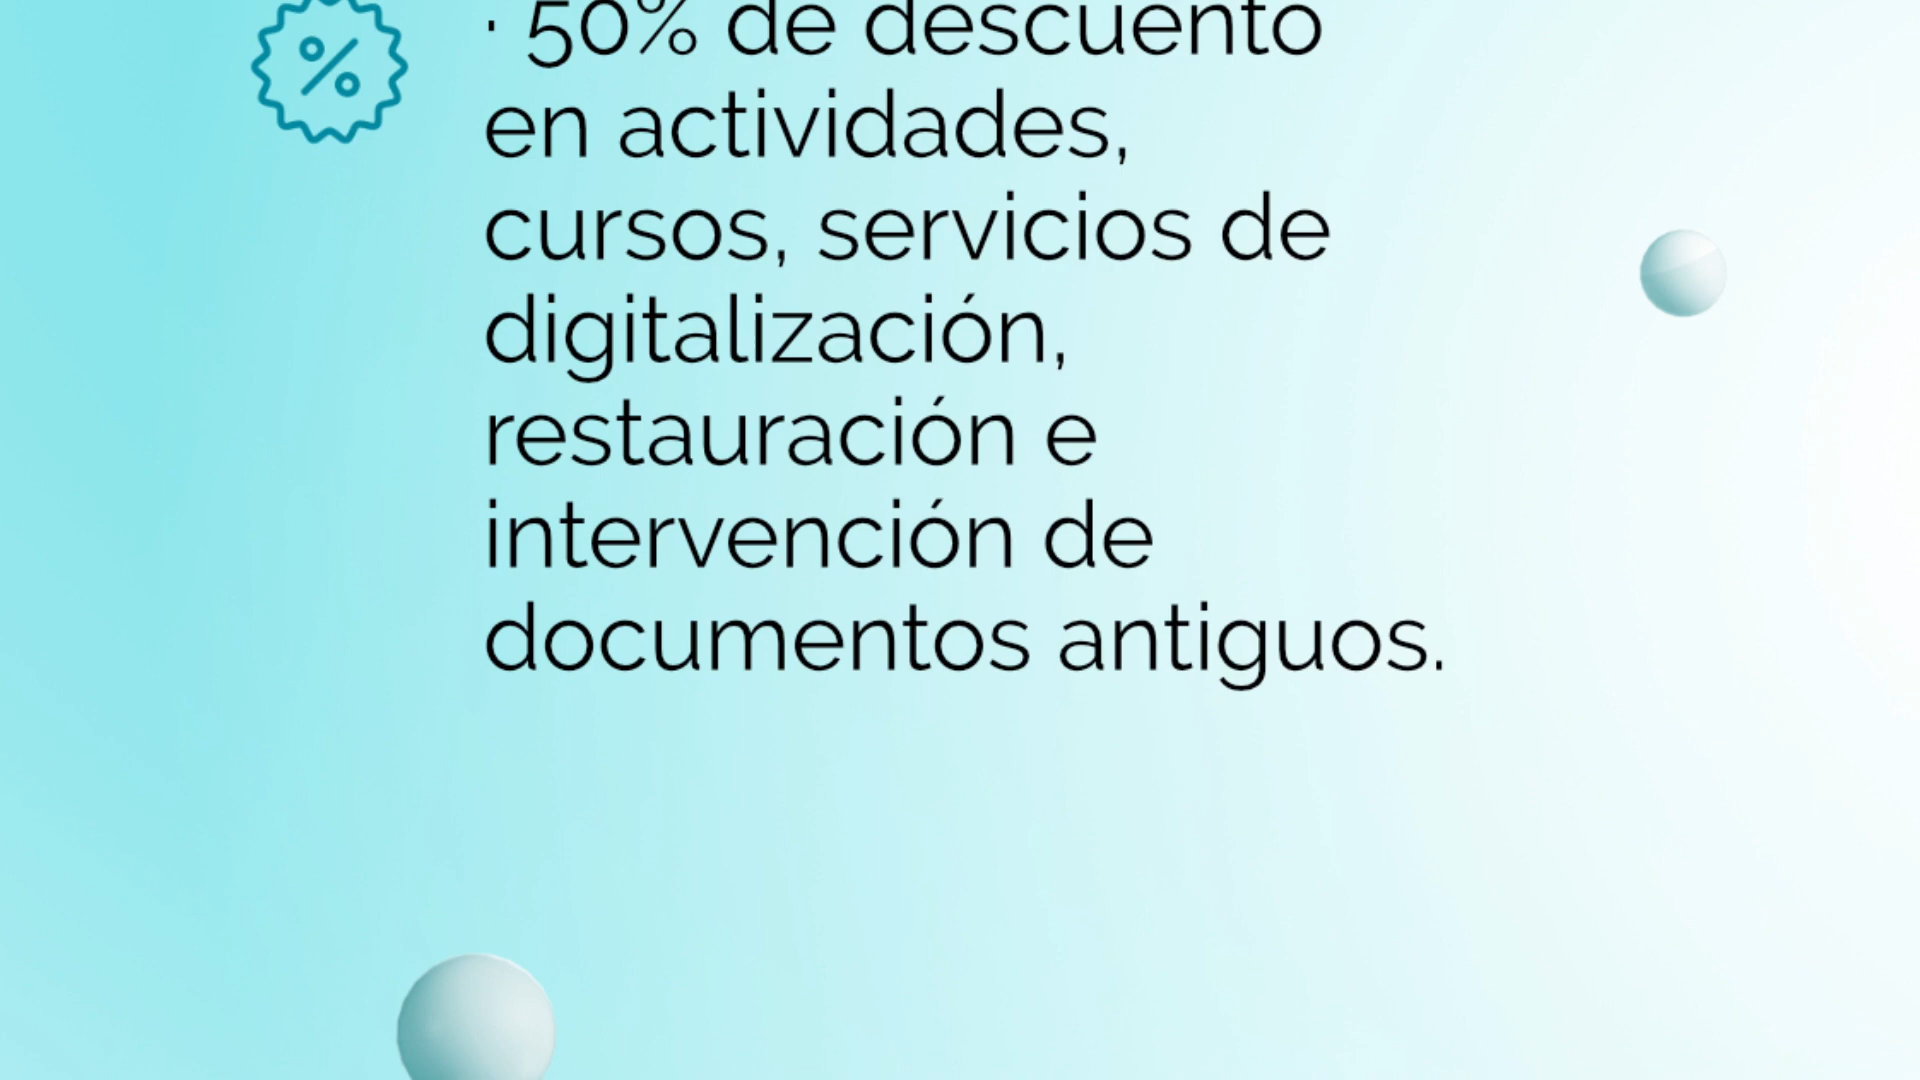 · 50% de descuento
en actividades,
cursos, servicios de
digitalización,
restauración e
intervención de
documentos antiguos.